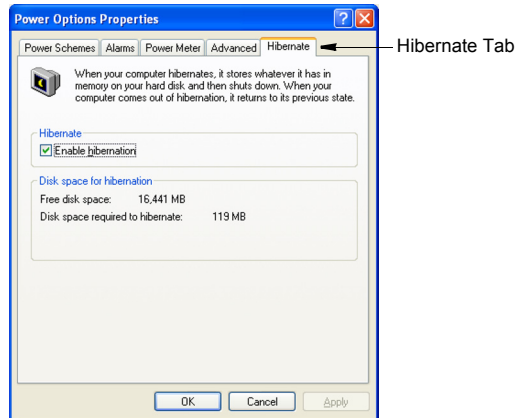 Power Options Properties
Power Schemes Alarms Power Meter Advanced Hibernate
Hibernate Tab
When your computer hibernates, it stores whatever it has in
memory on your hard disk and then shuts down. When your
computer comes out of hibernation, it returns to its previous state.
Hibernate
Enable hibernation
Disk space for hibernation
Free disk space: 16,441 MB
Disk space required to hibernate: 119 MB
OK Cancel Apply